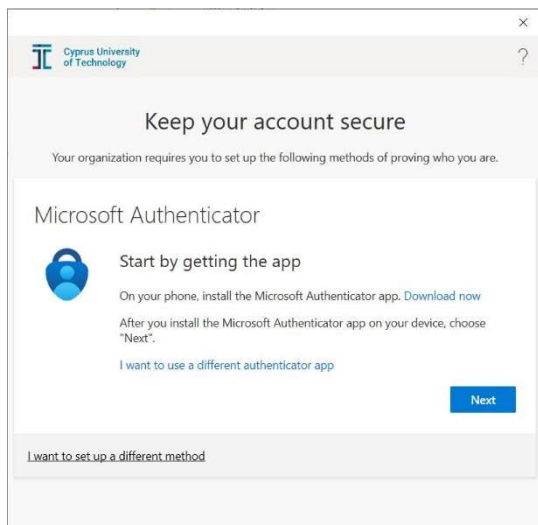 Cyprus University
of Technology
?
Keep your account secure
Your organization requires you to set up the following methods of proving who you are.
Microsoft Authenticator
Start by getting the app
On your phone, install the Microsoft Authenticator app. Download now
After you install the Microsoft Authenticator app on your device, choose
"Next".
I want to use a different authenticator app
Next
I want to set up a different method